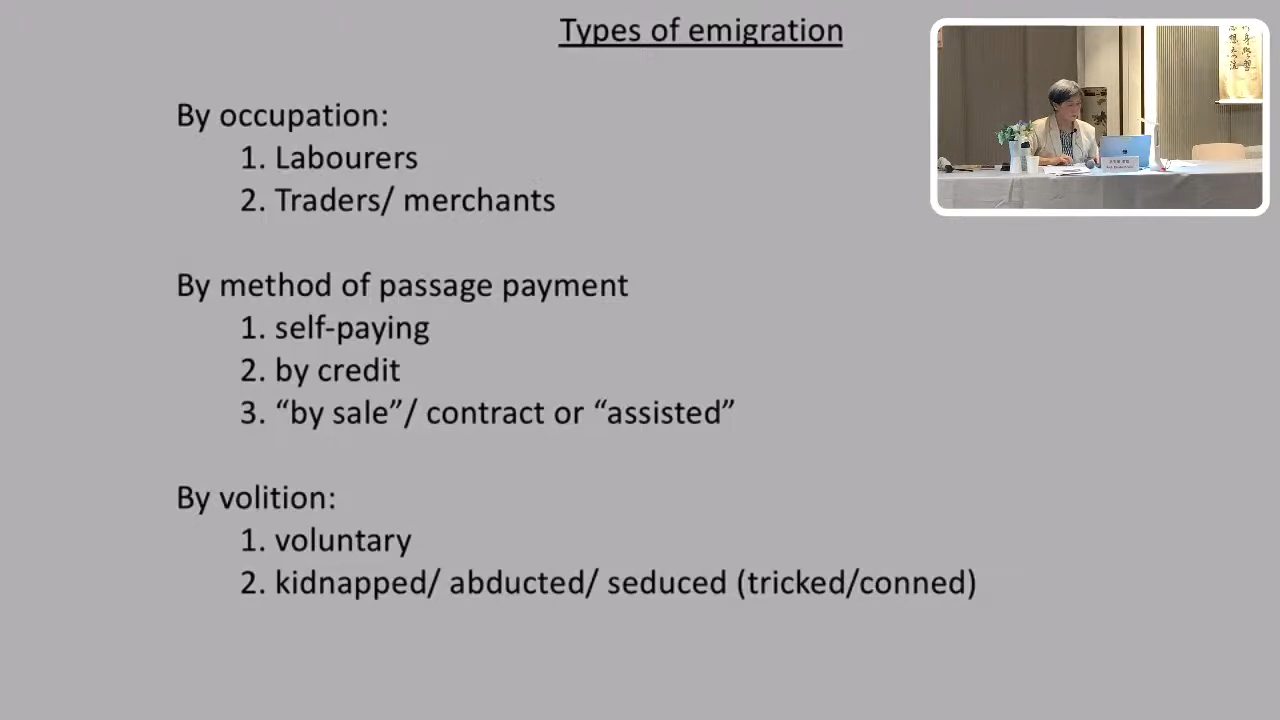 Types of emigration
By occupation:
1. Labourers
2. Traders/ merchants
By method of passage payment
1. self-paying
2. by credit
3. “by sale”/ contract or “assisted”
By volition:
1. voluntary
2. kidnapped/ abducted/ seduced (tricked/conned)